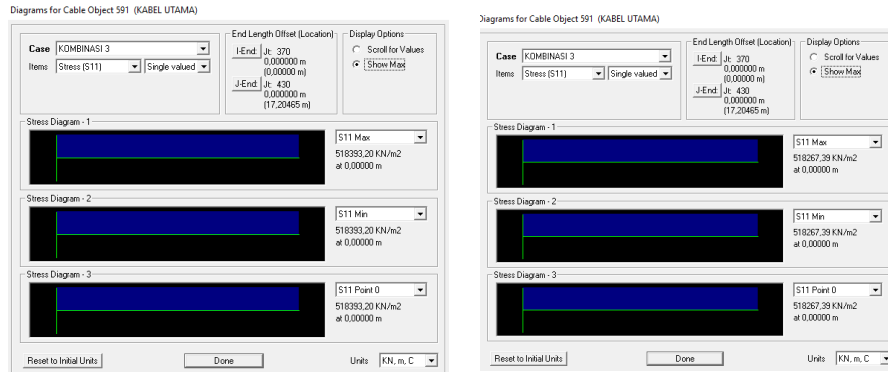 Diagrams for Cable Object 591 (KABEL UTAMA)
Case KOMBINASI 3
Items Stress (S11) Single valued
End Length Offset (Location)
I-End: Jt: 370
0,000000 m
(0,00000 m)
J-End: Jt: 430
0,000000 m
(17,20465 m)
Display Options
Scroll for Values
Show Max
Stress Diagram - 1
S11 Max
518393,20 KN/m2
at 0,00000 m
Stress Diagram - 2
S11 Min
518393,20 KN/m2
at 0,00000 m
Stress Diagram - 3
S11 Point 0
518393,20 KN/m2
at 0,00000 m
Reset to Initial Units Done Units KN, m, C
Diagrams for Cable Object 591 (KABEL UTAMA)
Case KOMBINASI 3
Items Stress (S11) Single valued
End Length Offset (Location)
I-End: Jt: 370
0,000000 m
(0,00000 m)
J-End: Jt: 430
0,000000 m
(17,20465 m)
Display Options
Scroll for Values
Show Max
Stress Diagram - 1
S11 Max
518267,39 KN/m2
at 0,00000 m
Stress Diagram - 2
S11 Min
518267,39 KN/m2
at 0,00000 m
Stress Diagram - 3
S11 Point 0
518267,39 KN/m2
at 0,00000 m
Reset to Initial Units Done Units KN, m, C